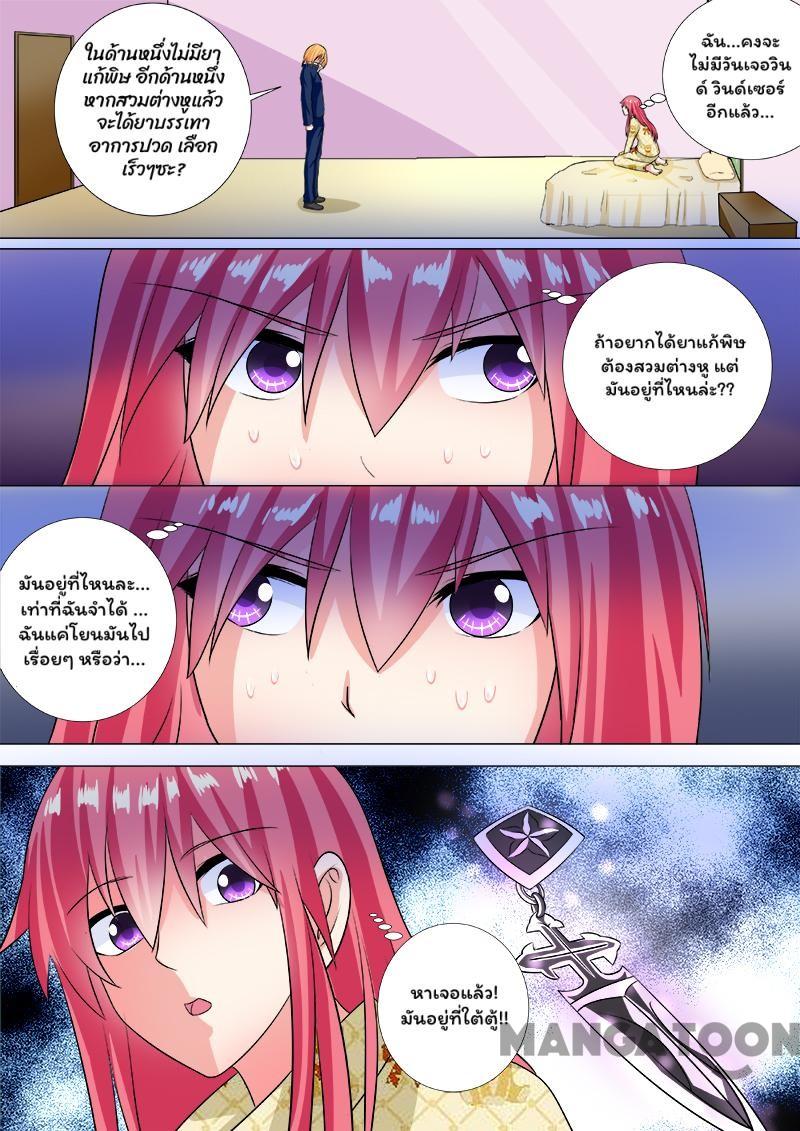 ในด้านหนึ่งไม่มียา
แก้พิษ อีกด้านหนึ่ง
หากสวมต่างหูแล้ว
จะได้ยาบรรเทา
อาการปวด เลือก
เร็วๆซะ?
ฉัน...คงจะ
ไม่มีวันเจอวิน
ด์ วินด์เซอร์
อีกแล้ว...
ถ้าอยากได้ยาแก้พิษ
ต้องสวมต่างหู แต่
มันอยู่ที่ไหนล่ะ??
มันอยู่ที่ไหนละ...
เท่าที่ฉันจำได้ ...
ฉันแค่โยนมันไป
เรื่อยๆ หรือว่า...
หาเจอแล้ว!
มันอยู่ที่ใต้ตู้!!
MANGATOON